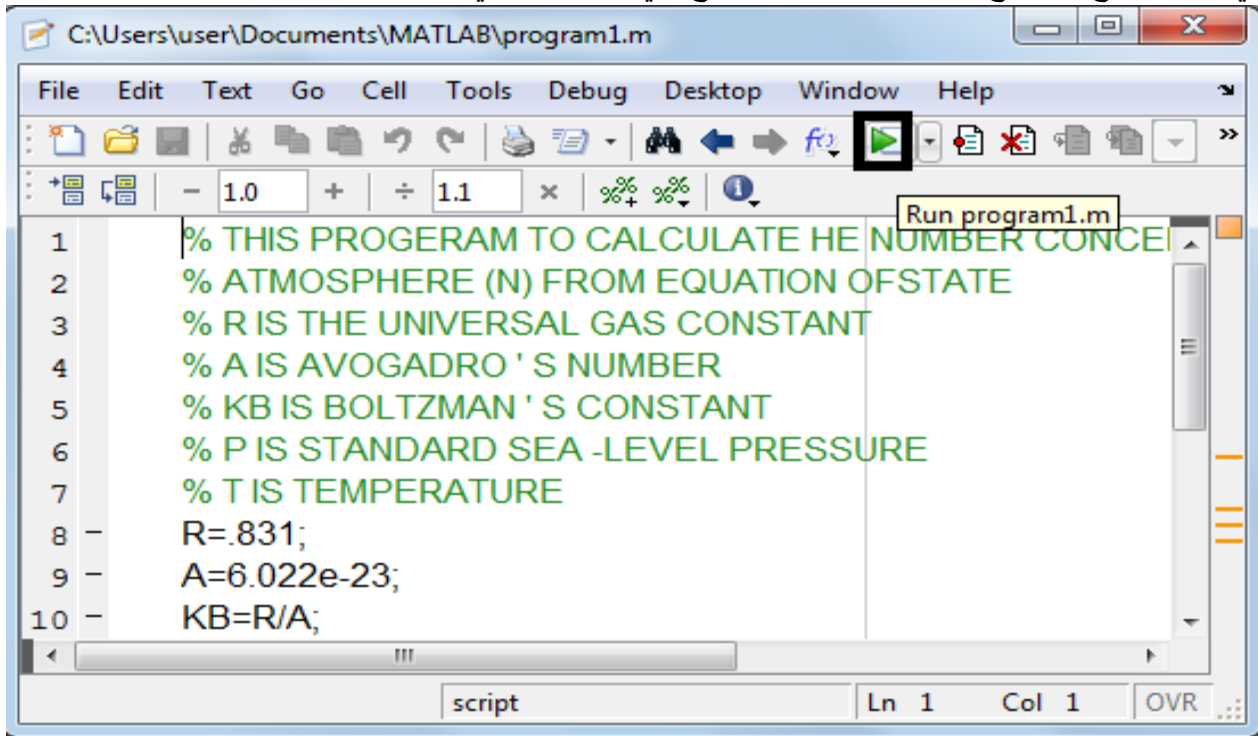 C:\Users\user\Documents\MATLAB\program1.m
File Edit Text Go Cell Tools Debug Desktop Window Help
− 1.0 + ÷ 1.1 ×
Run program1.m
1 % THIS PROGERAM TO CALCULATE HE NUMBER
2 % ATMOSPHERE (N) FROM EQUATION OFSTATE
3 % R IS THE UNIVERSAL GAS CONSTANT
4 % A IS AVOGADRO ' S NUMBER
5 % KB IS BOLTZMAN ' S CONSTANT
6 % P IS STANDARD SEA -LEVEL PRESSURE
7 % T IS TEMPERATURE
8 − R=.831;
9 − A=6.022e-23;
10 − KB=R/A;
script Ln 1 Col 1 OVR